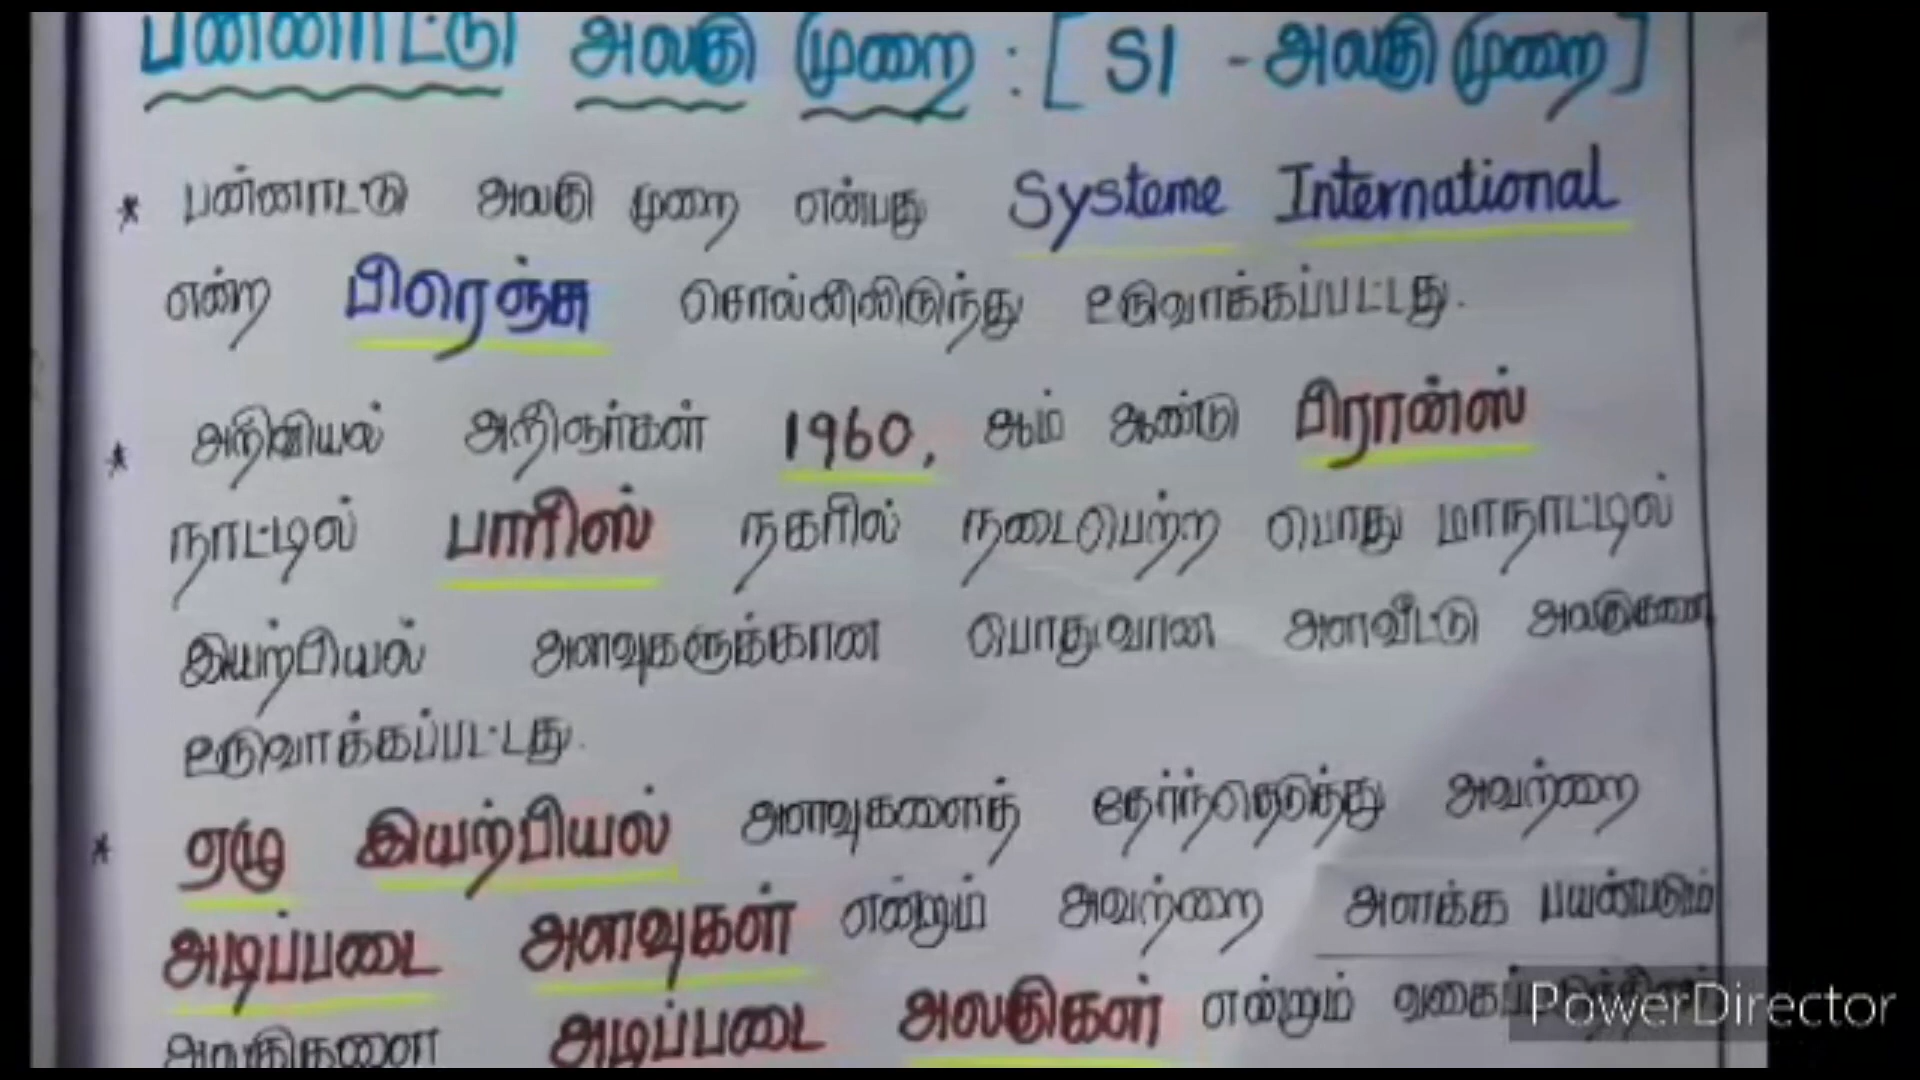 பன்னாட்டு அலகு முறை : [ SI - அலகு முறை ]
* பன்னாட்டு அலகு முறை என்பது Systeme International
என்ற பிரெஞ்சு சொல்லிலிருந்து உருவாக்கப்பட்டது.
* அறிவியல் அறிஞர்கள் 1960, ஆம் ஆண்டு பிரான்ஸ்
நாட்டில் பாரிஸ் நகரில் நடைபெற்ற பொது மாநாட்டில்
இயற்பியல் அளவுகளுக்கான பொதுவான அளவீட்டு
உருவாக்கப்பட்டது.
* ஏழு இயற்பியல் அளவுகளைத் தேர்ந்தெடுத்து அவற்றை
அடிப்படை அளவுகள் என்றும் அவற்றை அளக்க பயன்படும்
அலகுகளை அடிப்படை அலகுகள் என்றும்
PowerDirector